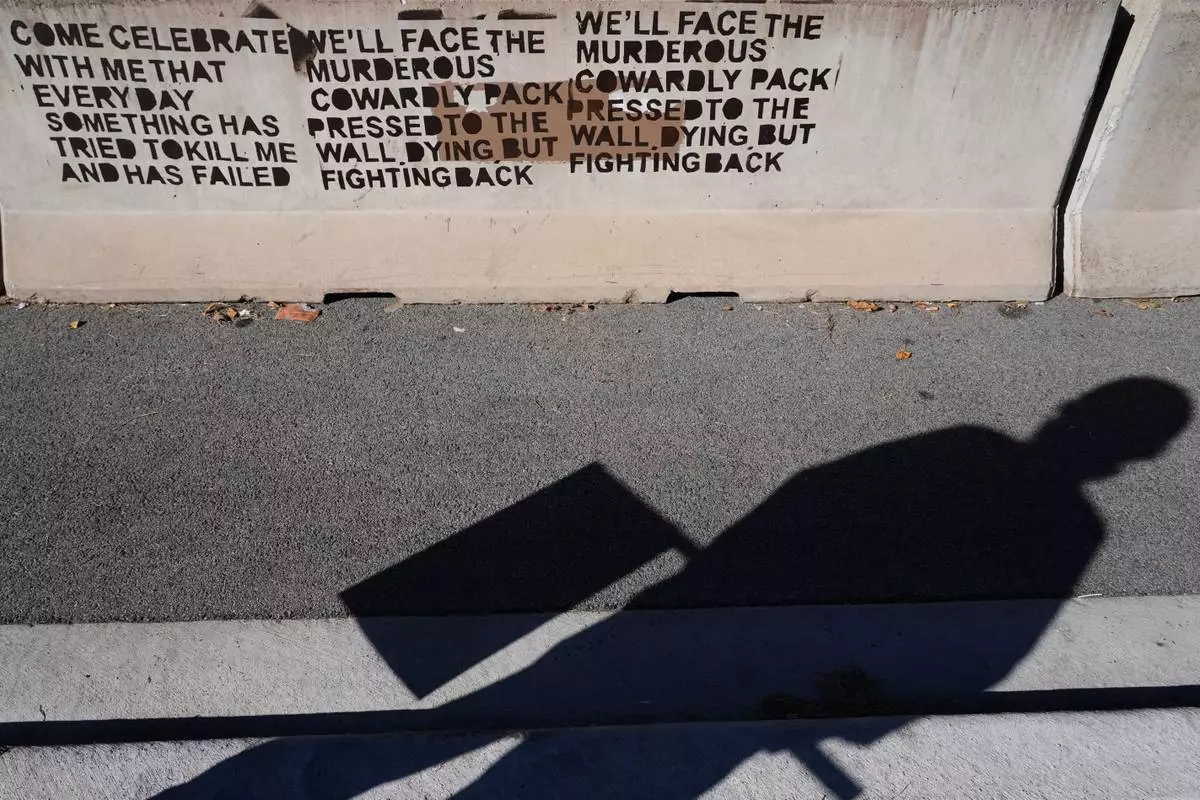 COME CELEBRATE
WITH ME THAT
EVERY DAY
SOMETHING HAS
TRIED TO KILL ME
AND HAS FAILED
WE'LL FACE THE
MURDEROUS
COWARDLY PACK
PRESSED TO THE
WALL, DYING, BUT
FIGHTING BACK
WE'LL FACE THE
MURDEROUS
COWARDLY PACK
PRESSED TO THE
WALL, DYING, BUT
FIGHTING BACK